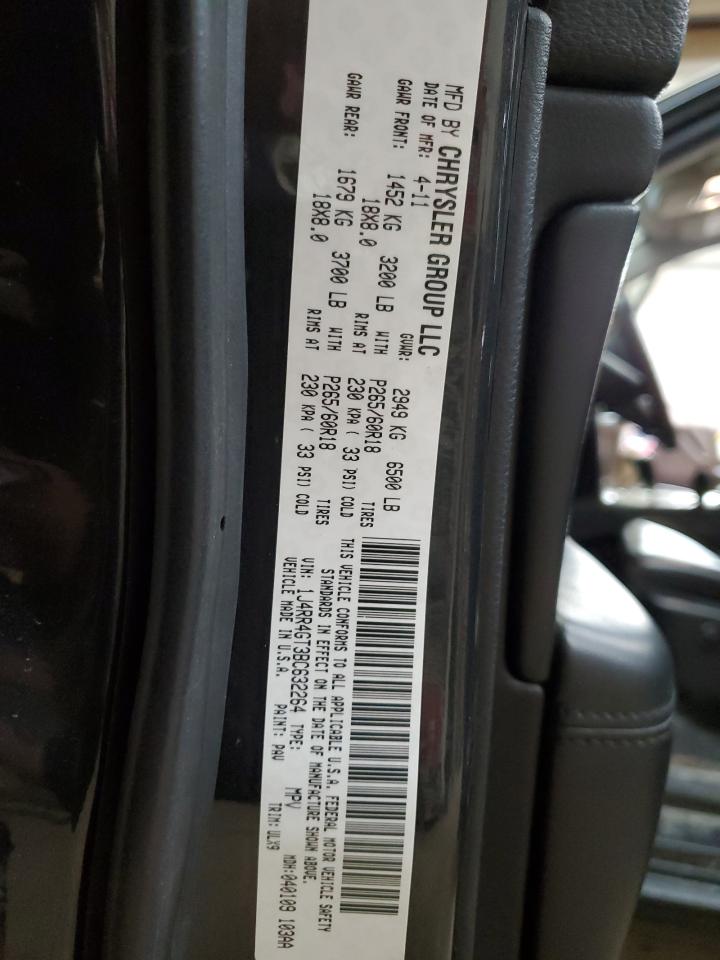 MFD BY CHRYSLER GROUP LLC
DATE OF MFR: 4-11 GVWR: 2949 KG 6500 LB
GAWR FRONT: 1452 KG 3200 LB WITH P265/60R18 TIRES
18X8.0 RIMS AT 230 KPA ( 33 PSI) COLD
GAWR REAR: 1679 KG 3700 LB WITH P265/60R18 TIRES
18X8.0 RIMS AT 230 KPA ( 33 PSI) COLD
THIS VEHICLE CONFORMS TO ALL APPLICABLE U.S.A. FEDERAL MOTOR VEHICLE SAFETY
STANDARDS IN EFFECT ON THE DATE OF MANUFACTURE SHOWN ABOVE.
VIN: 1J4RR4GT3BC632264 TYPE: MPV MDH:040109 103AA
VEHICLE MADE IN U.S.A. PAINT: PAU TRIM: ULX9